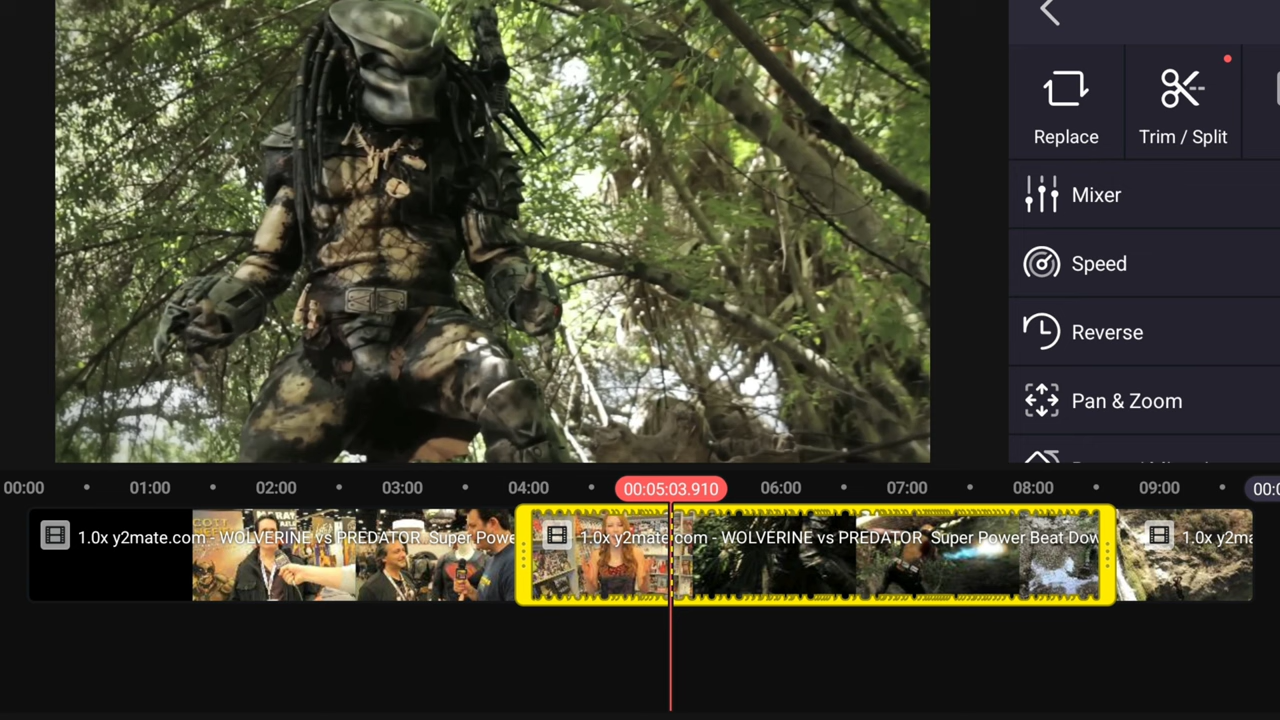 Replace
Trim / Split
Mixer
Speed
Reverse
Pan & Zoom
00:00
01:00
02:00
03:00
04:00
00:05:03.910
06:00
07:00
08:00
09:00
00:0
1.0x y2mate.com - WOLVERINE vs PREDATOR Super Powe
1.0x y2mate.com - WOLVERINE vs PREDATOR Super Power Beat Dow
1.0x y2ma